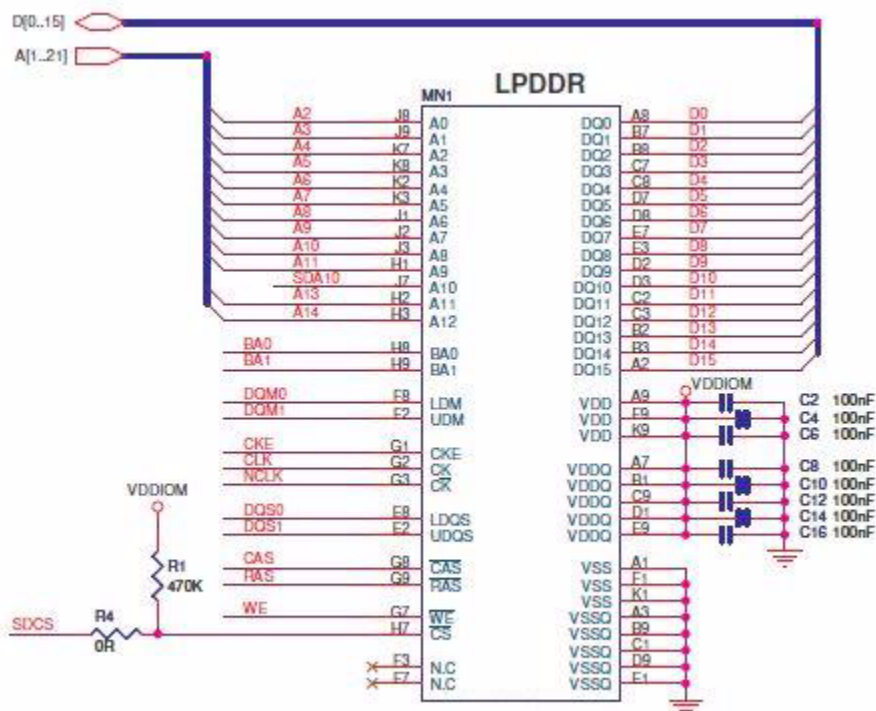 D[0..15]
A[1..21]
LPDDR
MN1
A2 J8 A0 DQ0 A8 D0
A3 J9 A1 DQ1 B7 D1
A4 K7 A2 DQ2 B8 D2
A5 K8 A3 DQ3 C7 D3
A6 K2 A4 DQ4 C8 D4
A7 K3 A5 DQ5 D7 D5
A8 J1 A6 DQ6 D8 D6
A9 J2 A7 DQ7 E7 D7
A10 J3 A8 DQ8 E3 D8
A11 H1 A9 DQ9 D2 D9
SDA10 J7 A10 DQ10 D3 D10
A13 H2 A11 DQ11 C2 D11
A14 H3 A12 DQ12 C3 D12
DQ13 B2 D13
BA0 H8 BA0 DQ14 B3 D14
BA1 H9 BA1 DQ15 A2 D15
VDDIOM
DQM0 F8 LDM VDD A9 C2 100nF
DQM1 F2 UDM VDD F9 C4 100nF
VDD K9 C6 100nF
CKE G1 CKE
CLK G2 CK VDDQ A7 C8 100nF
NCLK G3 CK VDDQ B1 C10 100nF
VDDIOM
VDDQ C9 C12 100nF
DQS0 E8 LDQS VDDQ D1 C14 100nF
DQS1 E2 UDQS VDDQ E9 C16 100nF
CAS G8 CAS VSS A1
R1
RAS G9 RAS VSS F1
470K
VSS K1
WE G7 WE VSSQ A3
SDCS R4 H7 CS VSSQ B9
0R
VSSQ C1
F3 N.C VSSQ D9
F7 N.C VSSQ E1